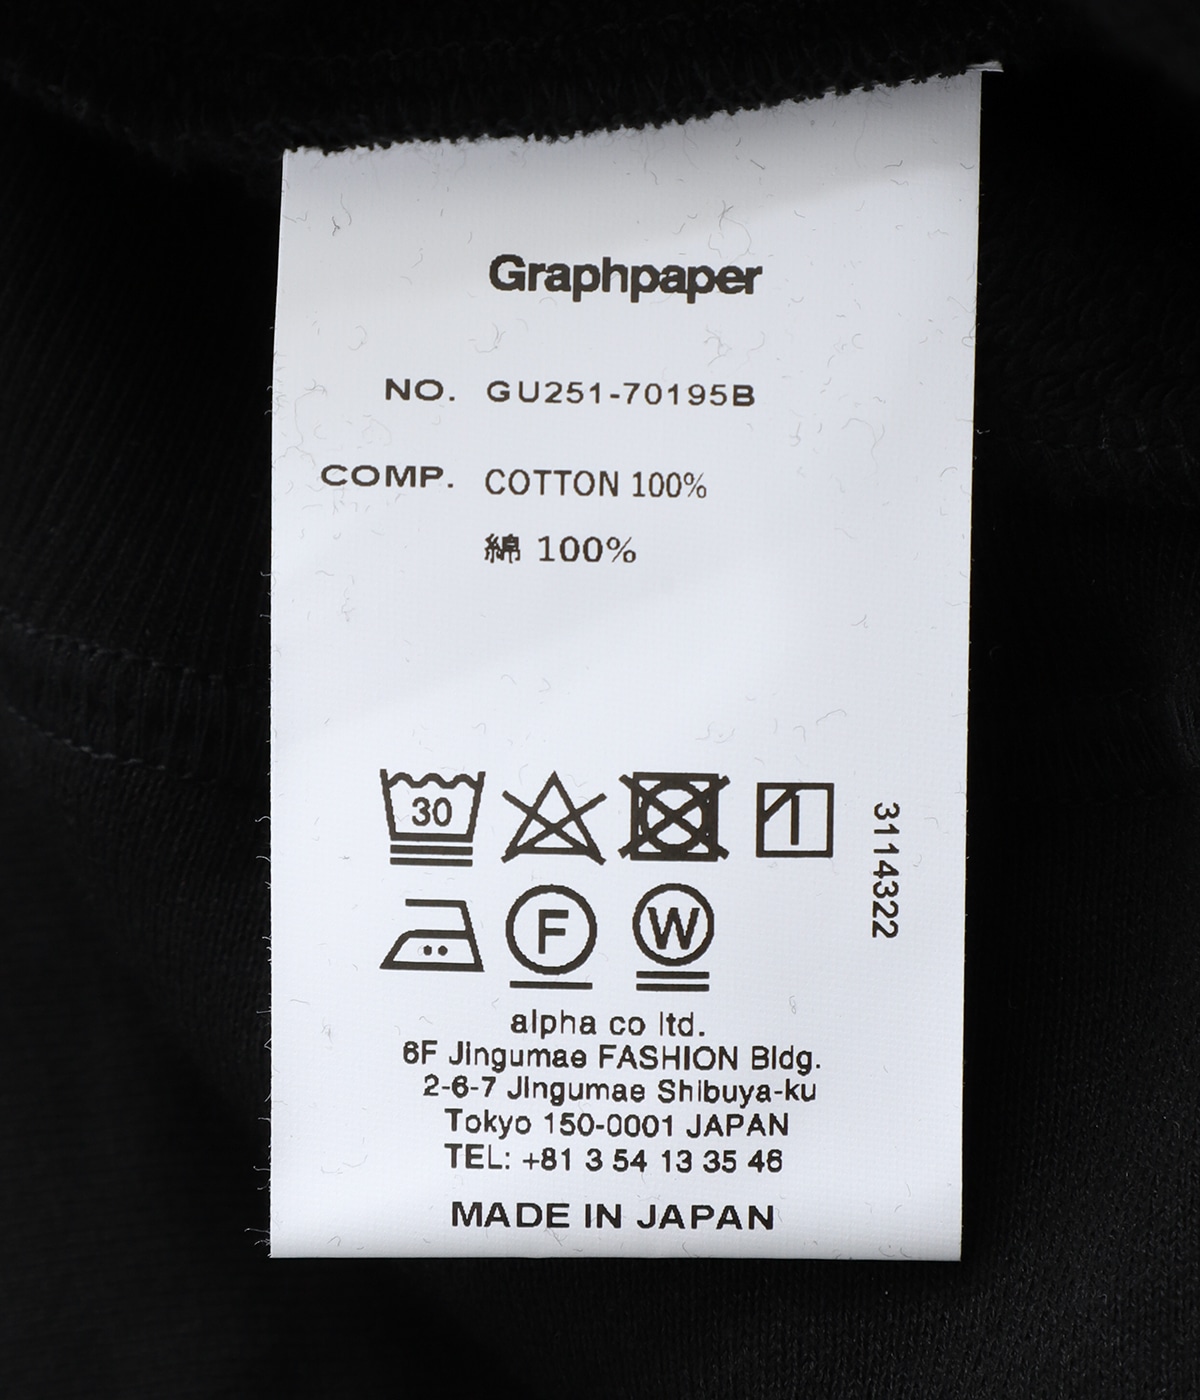 Graphpaper
NO. GU251-70195B
COMP. COTTON 100%
綿 100%
30
3114322
F
W
alpha co ltd.
6F Jingumae FASHION Bldg.
2-6-7 Jingumae Shibuya-ku
Tokyo 150-0001 JAPAN
TEL: +81 3 54 13 35 46
MADE IN JAPAN